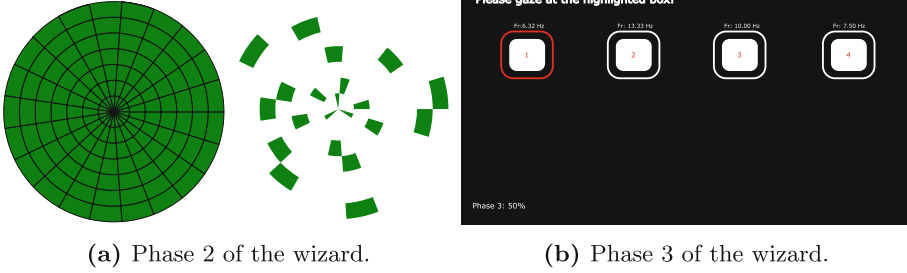 Please gaze at the highlighted box!
Fr:6.32 Hz Fr: 13.33 Hz Fr: 10.00 Hz Fr: 7.50 Hz
1 2 3 4
Phase 3: 50%
(a) Phase 2 of the wizard. (b) Phase 3 of the wizard.